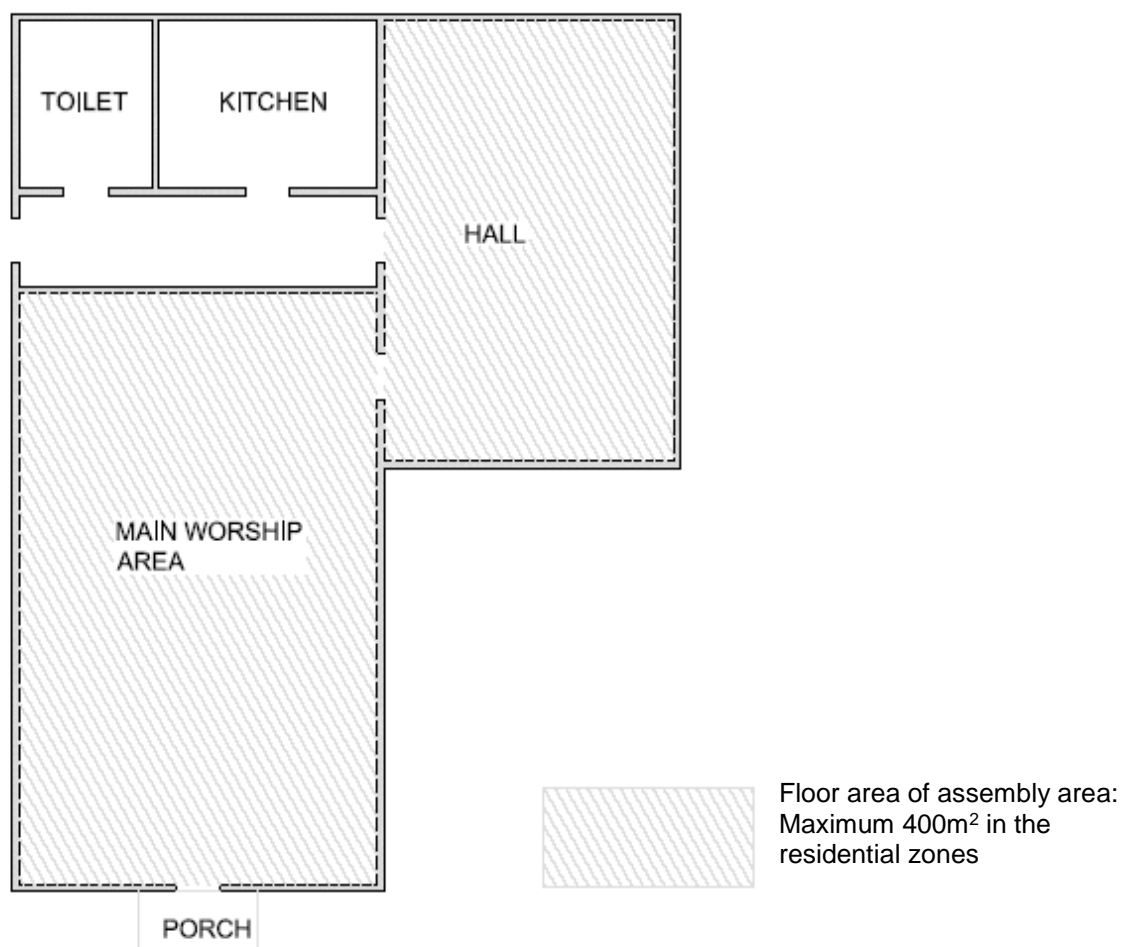 TOILET
KITCHEN
HALL
MAIN WORSHIP
AREA
Floor area of assembly area:
Maximum 400m² in the
residential zones
PORCH